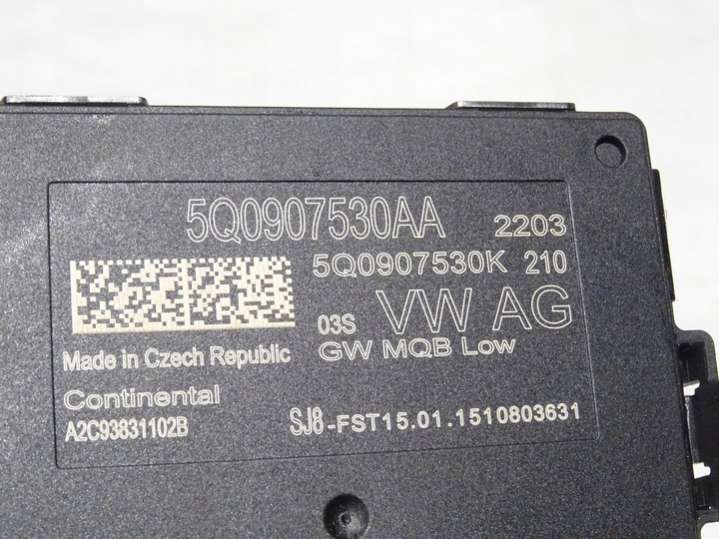 5Q0907530AA 2203
5Q0907530K 210
03S VW AG
GW MQB Low
Made in Czech Republic
Continental
A2C93831102B
SJ8-FST15.01.1510803631